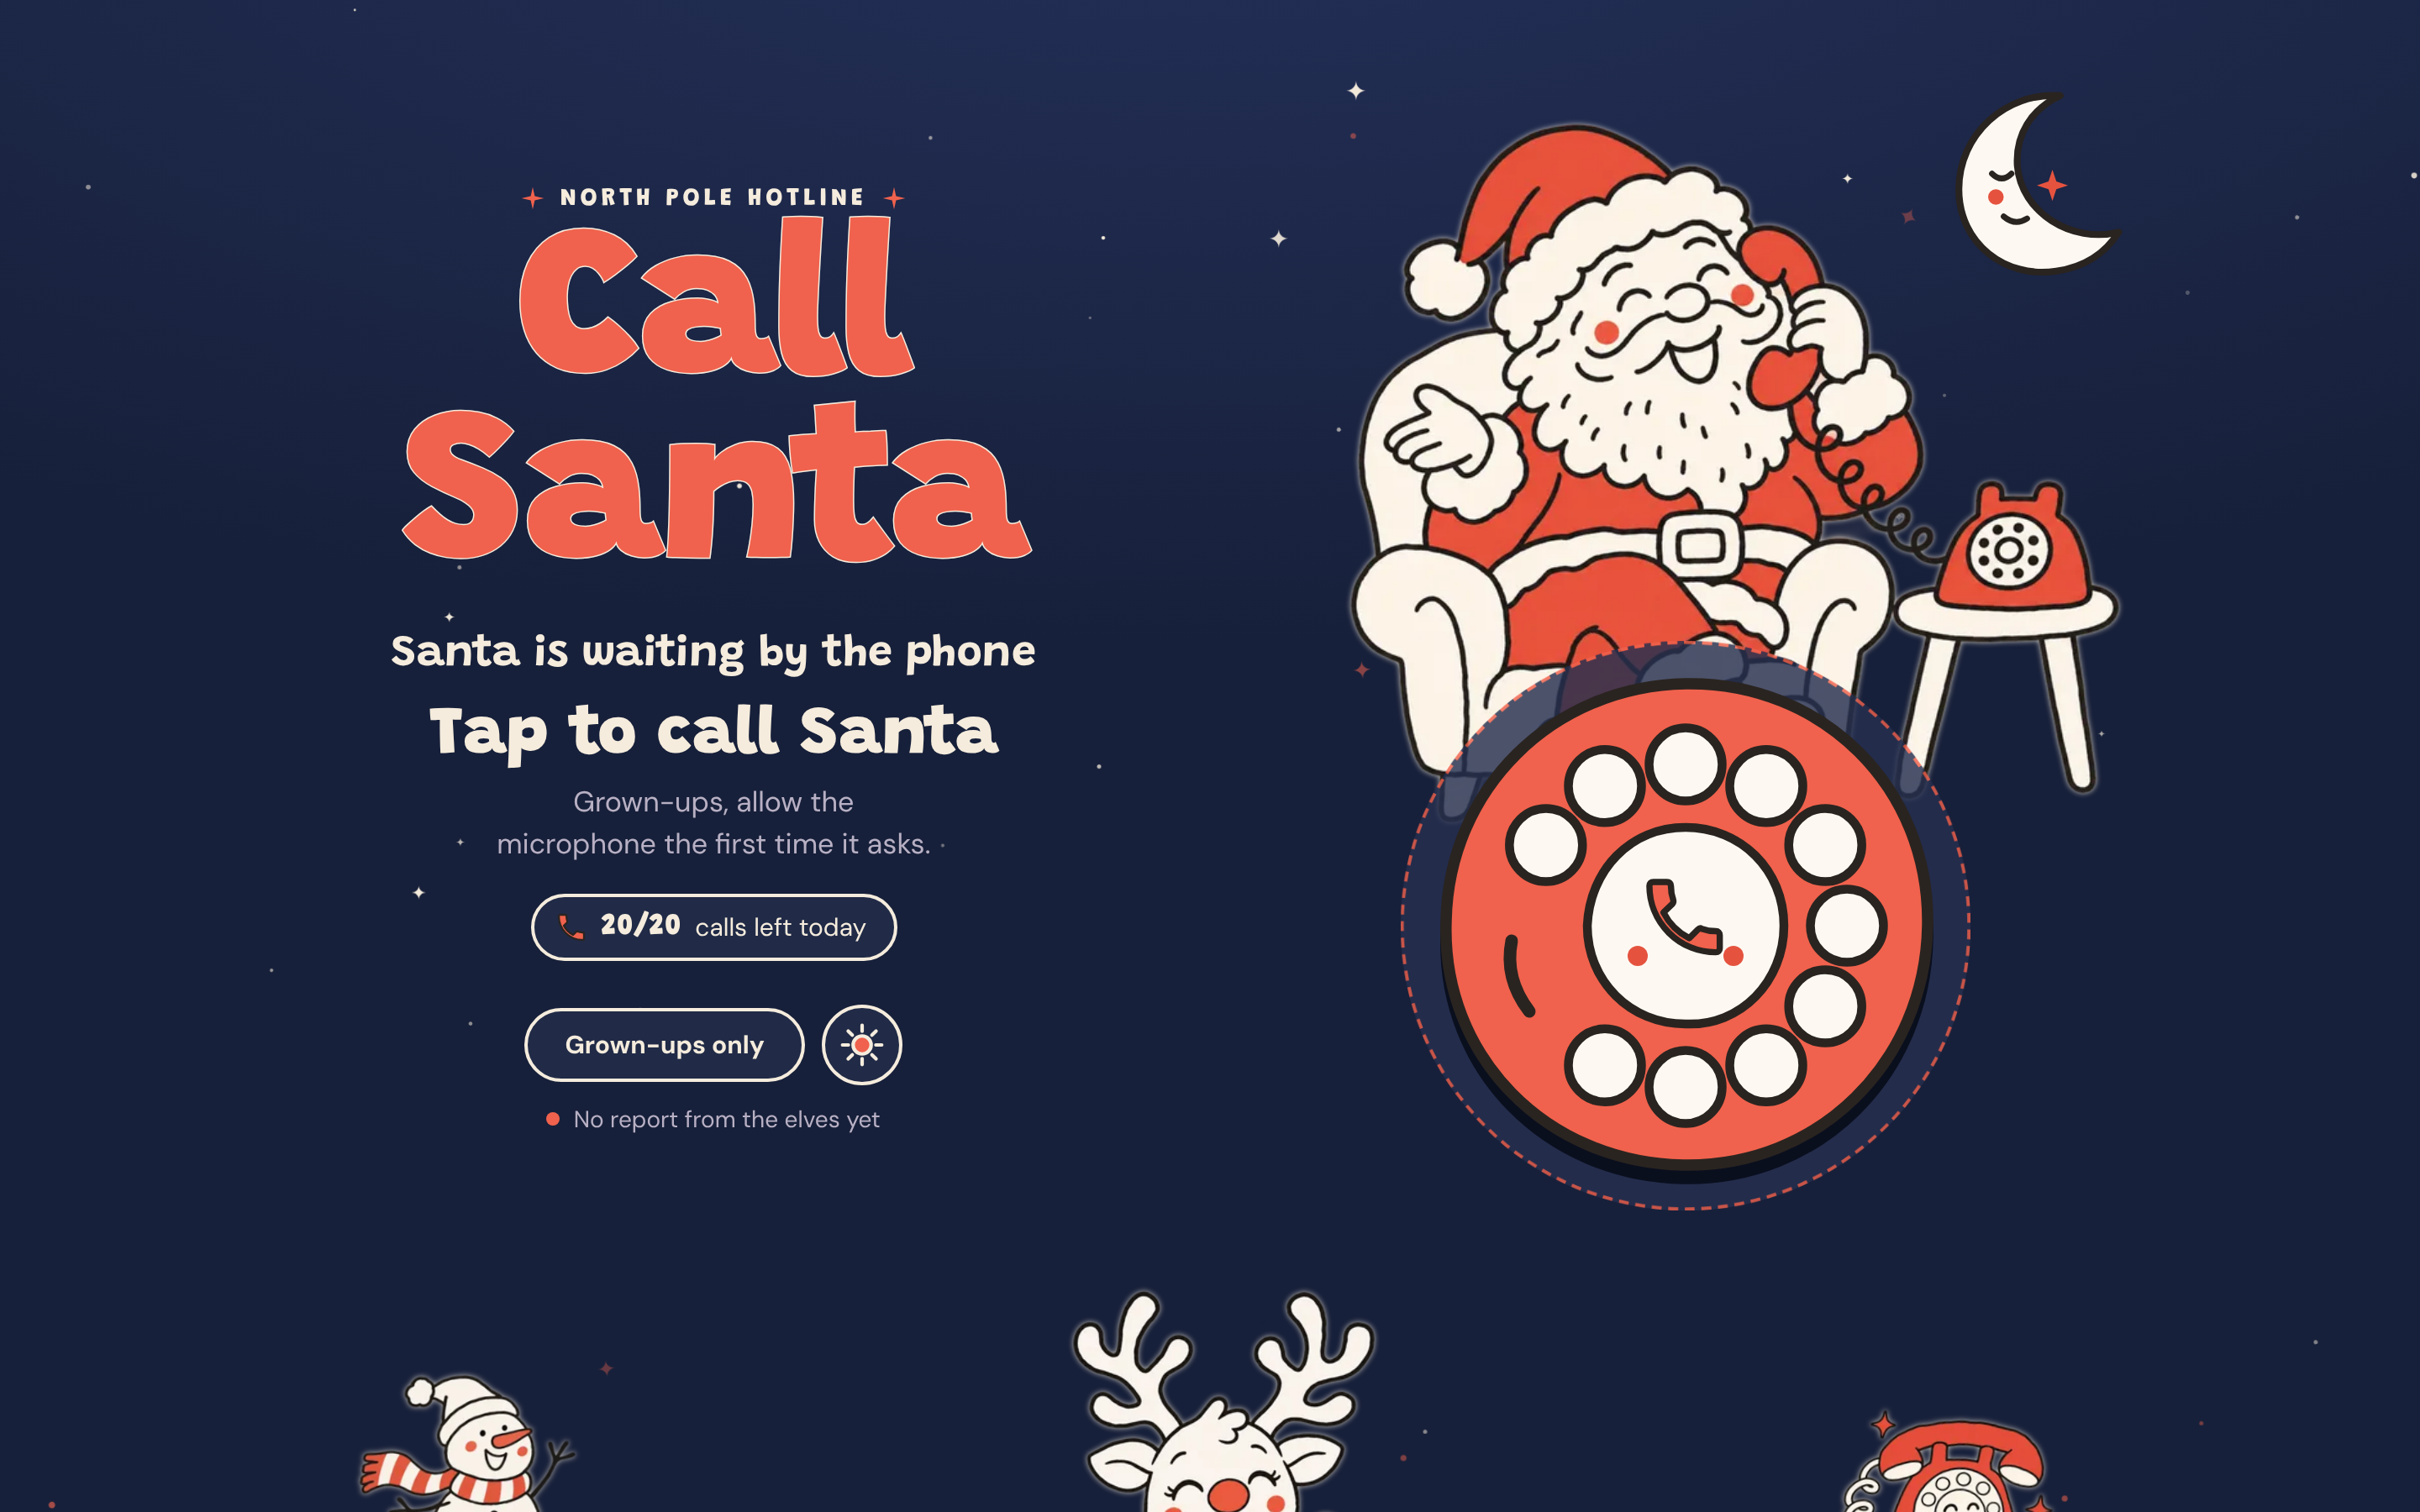 NORTH POLE HOTLINE
Call
Santa
Santa is waiting by the phone
Tap to call Santa
Grown-ups, allow the
microphone the first time it asks.
20/20 calls left today
Grown-ups only
No report from the elves yet